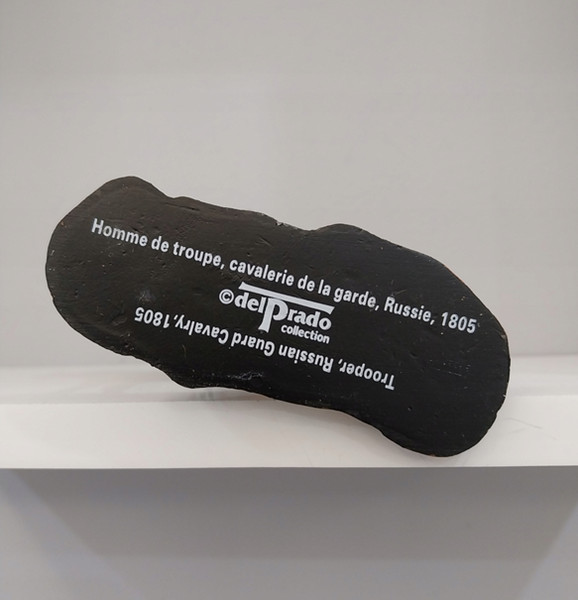 Homme de troupe, cavalerie de la garde, Russie, 1805
© delPrado
collection
Trooper, Russian Guard Cavalry, 1805